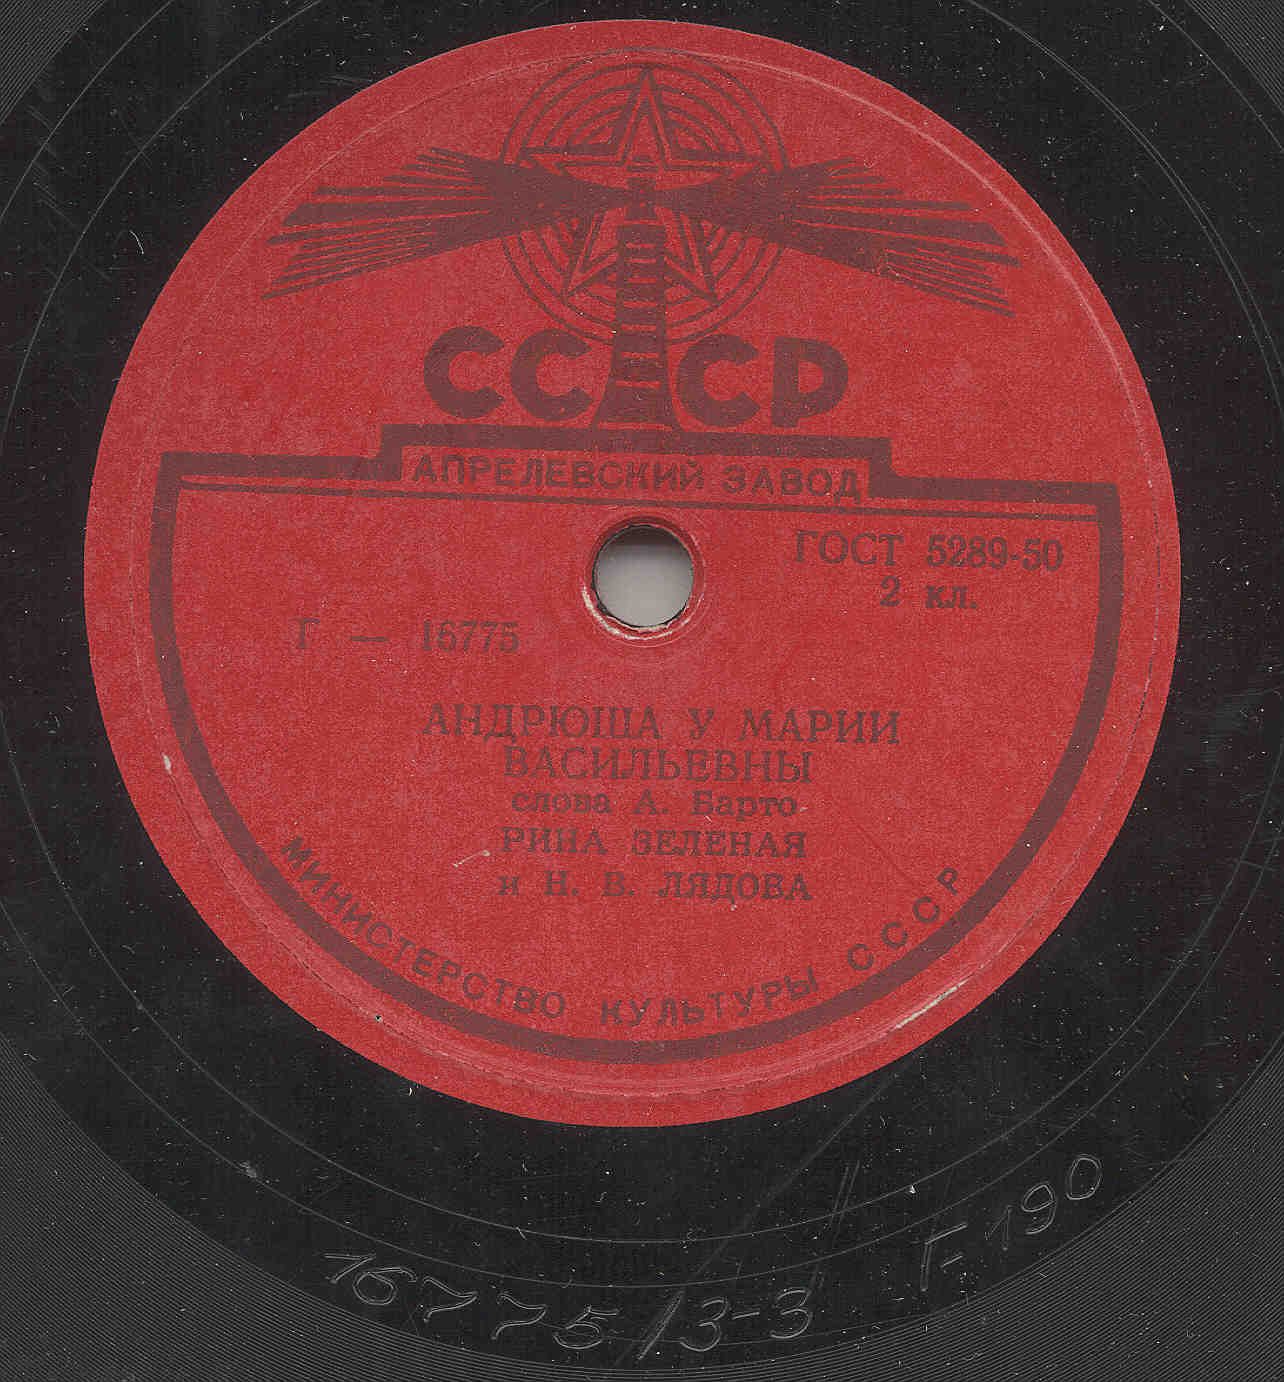 СССР
АПРЕЛЕВСКИЙ ЗАВОД
ГОСТ 5289-50
2 кл.
Г — 16775
АНДРЮША У МАРИИ
ВАСИЛЬЕВНЫ
слова А. Барто
РИНА ЗЕЛЕНАЯ
и Н. В. ЛЯДОВА
МИНИСТЕРСТВО КУЛЬТУРЫ СССР
16775/3-3 Г-190